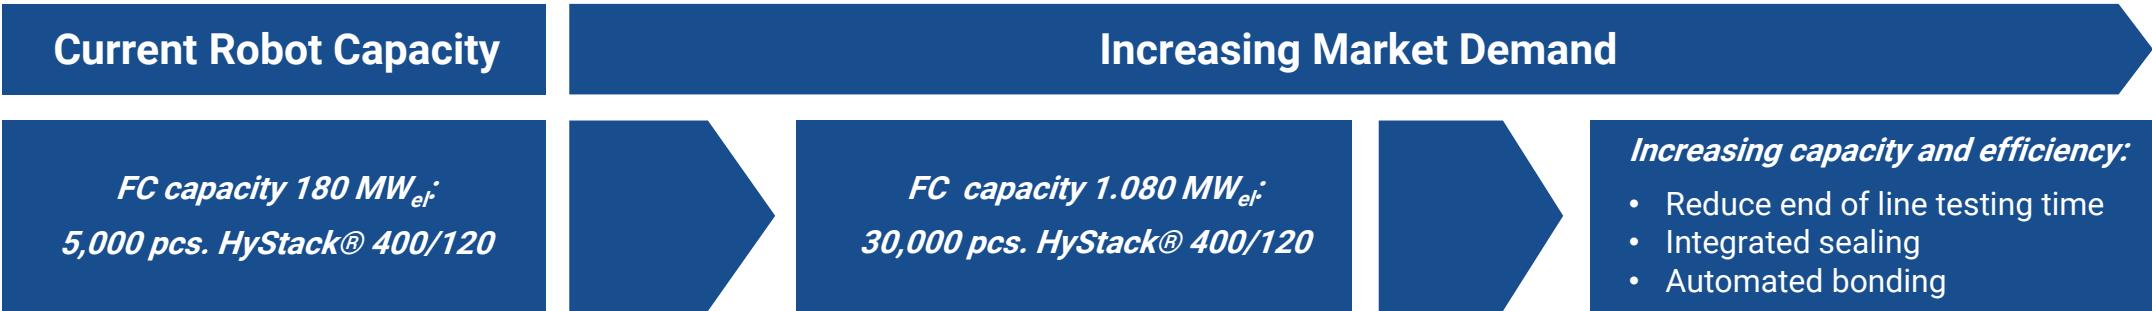 Current Robot Capacity
Increasing Market Demand
FC capacity 180 MWel:
5,000 pcs. HyStack® 400/120
FC capacity 1.080 MWel:
30,000 pcs. HyStack® 400/120
Increasing capacity and efficiency:
• Reduce end of line testing time
• Integrated sealing
• Automated bonding